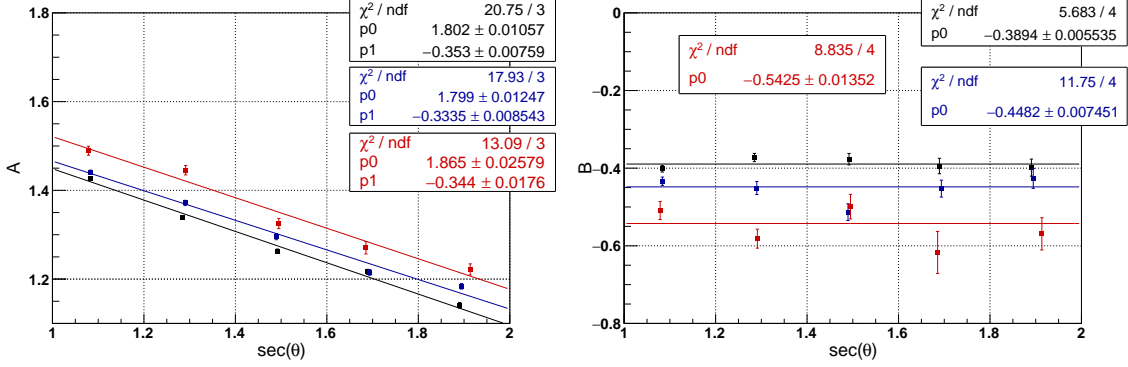 χ² / ndf 20.75 / 3
p0 1.802 ± 0.01057
p1 −0.353 ± 0.00759
χ² / ndf 17.93 / 3
p0 1.799 ± 0.01247
p1 −0.3335 ± 0.008543
χ² / ndf 13.09 / 3
p0 1.865 ± 0.02579
p1 −0.344 ± 0.0176
1.8
1.6
1.4
1.2
A
1 1.2 1.4 1.6 1.8 2
sec(θ)
χ² / ndf 5.683 / 4
p0 −0.3894 ± 0.005535
χ² / ndf 8.835 / 4
p0 −0.5425 ± 0.01352
χ² / ndf 11.75 / 4
p0 −0.4482 ± 0.007451
0
−0.2
−0.4
−0.6
−0.8
B
1 1.2 1.4 1.6 1.8 2
sec(θ)